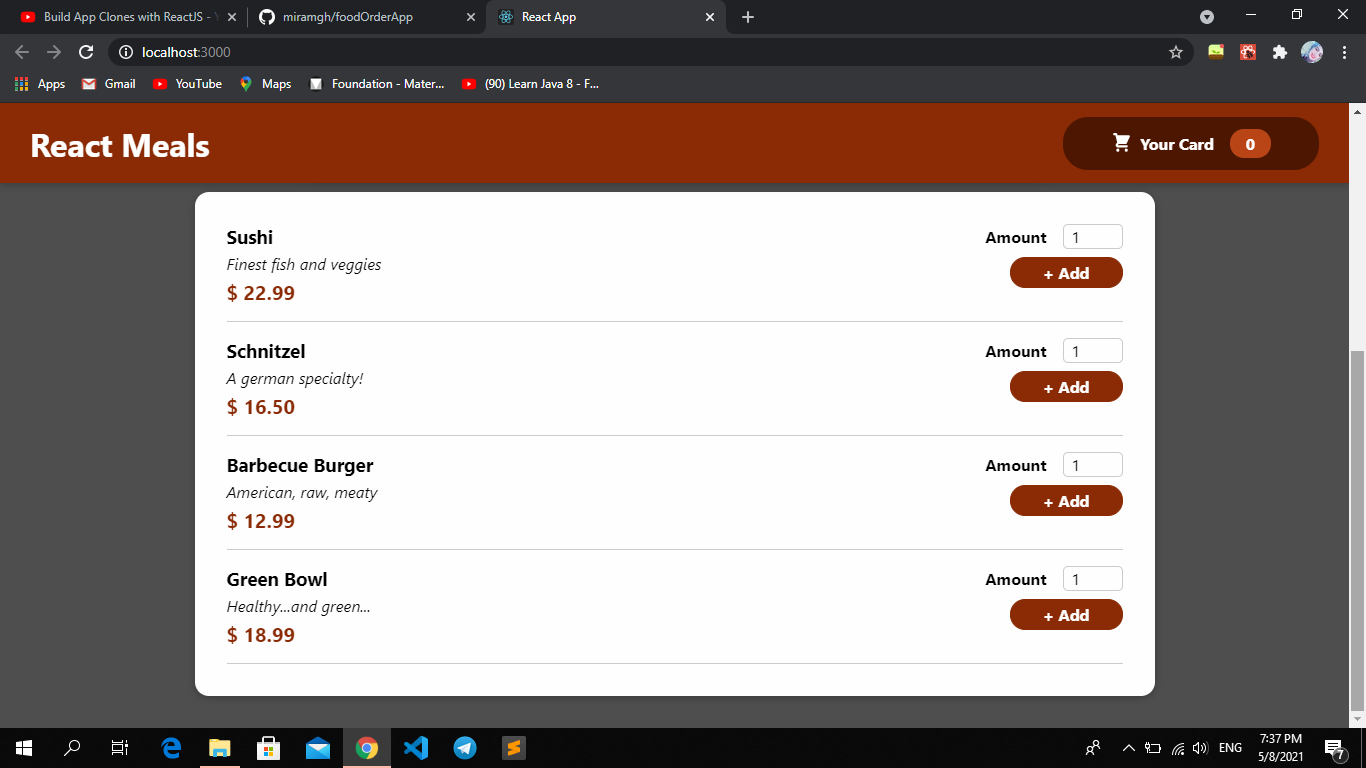 Build App Clones with ReactJS - Y
miramgh/foodOrderApp
React App
localhost:3000
Apps
Gmail
YouTube
Maps
Foundation - Mater...
(90) Learn Java 8 - F...
React Meals
Your Card 0
Sushi
Amount 1
Finest fish and veggies
+ Add
$ 22.99
Schnitzel
Amount 1
A german specialty!
+ Add
$ 16.50
Barbecue Burger
Amount 1
American, raw, meaty
+ Add
$ 12.99
Green Bowl
Amount 1
Healthy...and green...
+ Add
$ 18.99
ENG
7:37 PM
5/8/2021
7